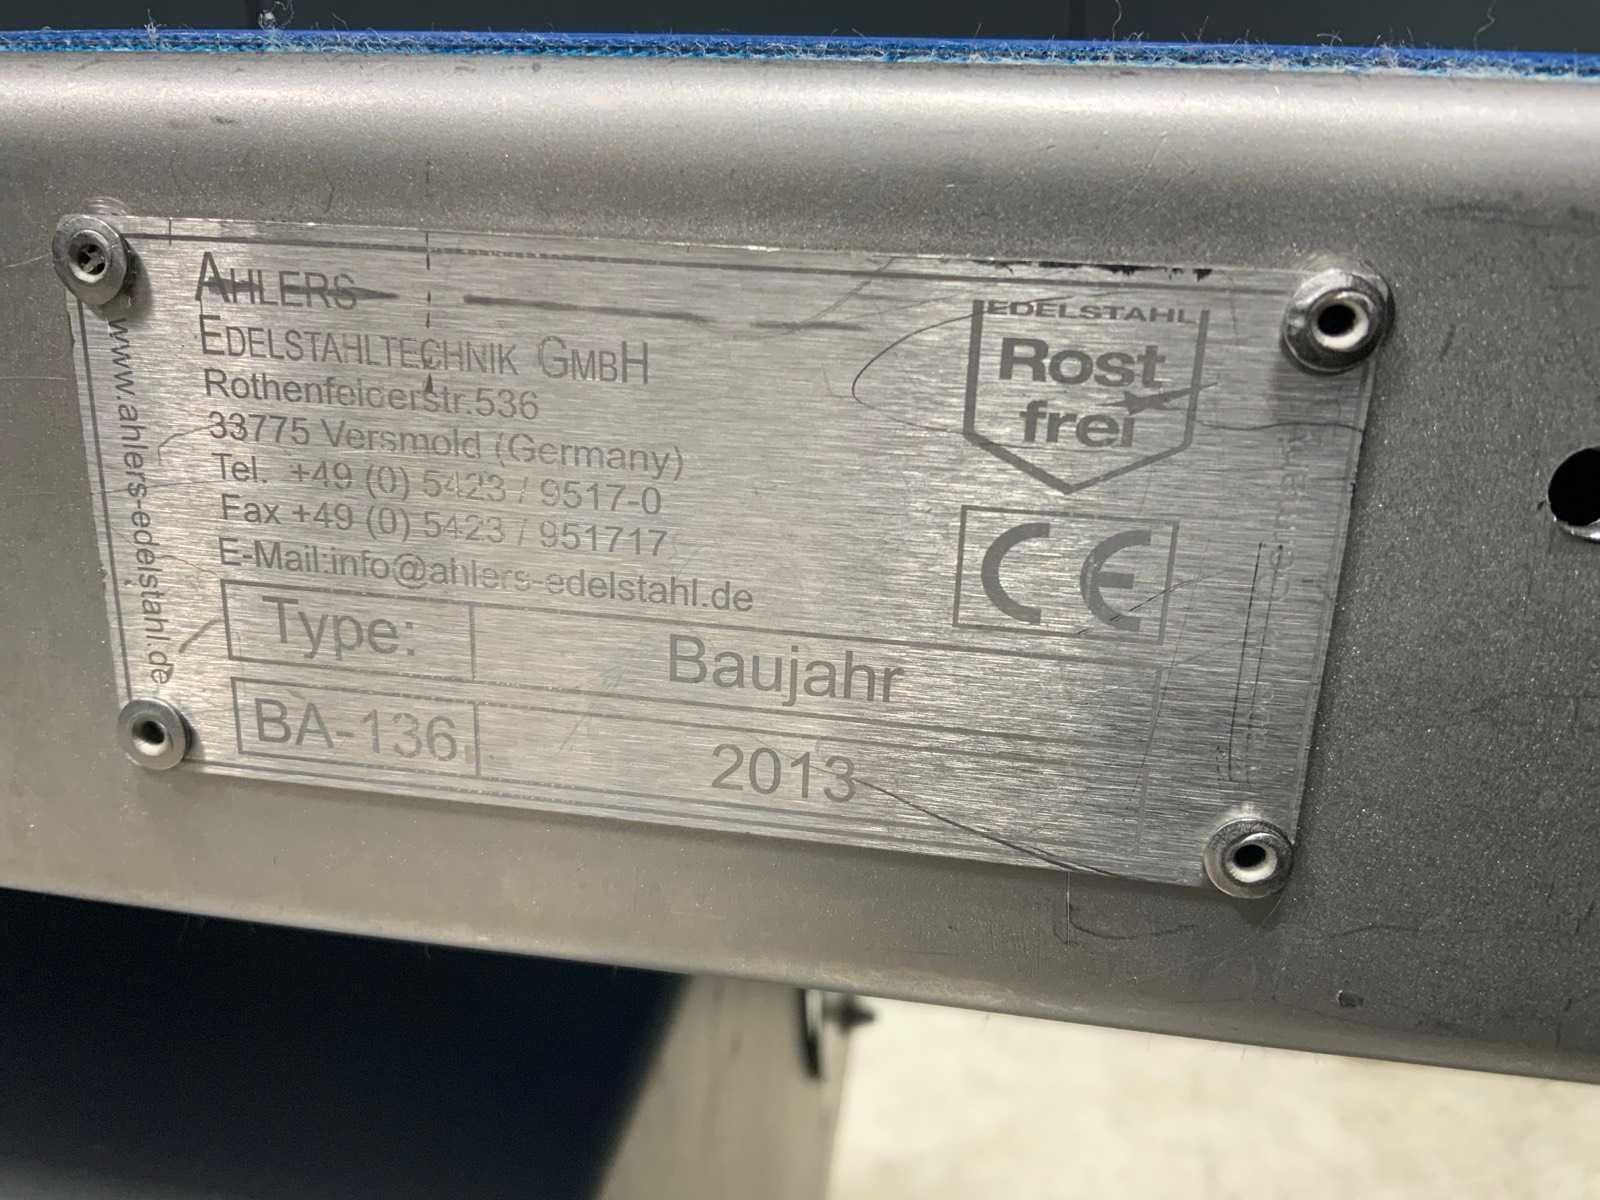 AHLERS
EDELSTAHLTECHNIK GMBH
Rothenfelderstr.536
33775 Versmold (Germany)
Tel. +49 (0) 5423 / 9517-0
Fax +49 (0) 5423 / 951717
E-Mail:info@ahlers-edelstahl.de
www.ahlers-edelstahl.de
EDELSTAHL
Rost
frei
CE
Type:
Baujahr
BA-136.
2013